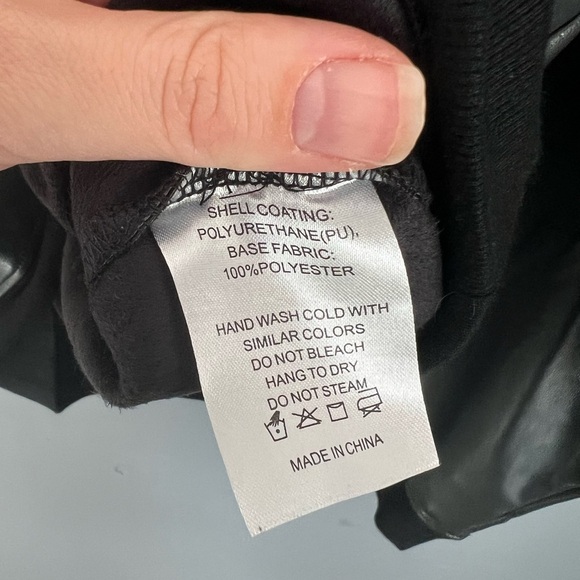 SHELL COATING:
POLYURETHANE(PU),
BASE FABRIC:
100%POLYESTER
HAND WASH COLD WITH
SIMILAR COLORS
DO NOT BLEACH
HANG TO DRY
DO NOT STEAM
MADE IN CHINA